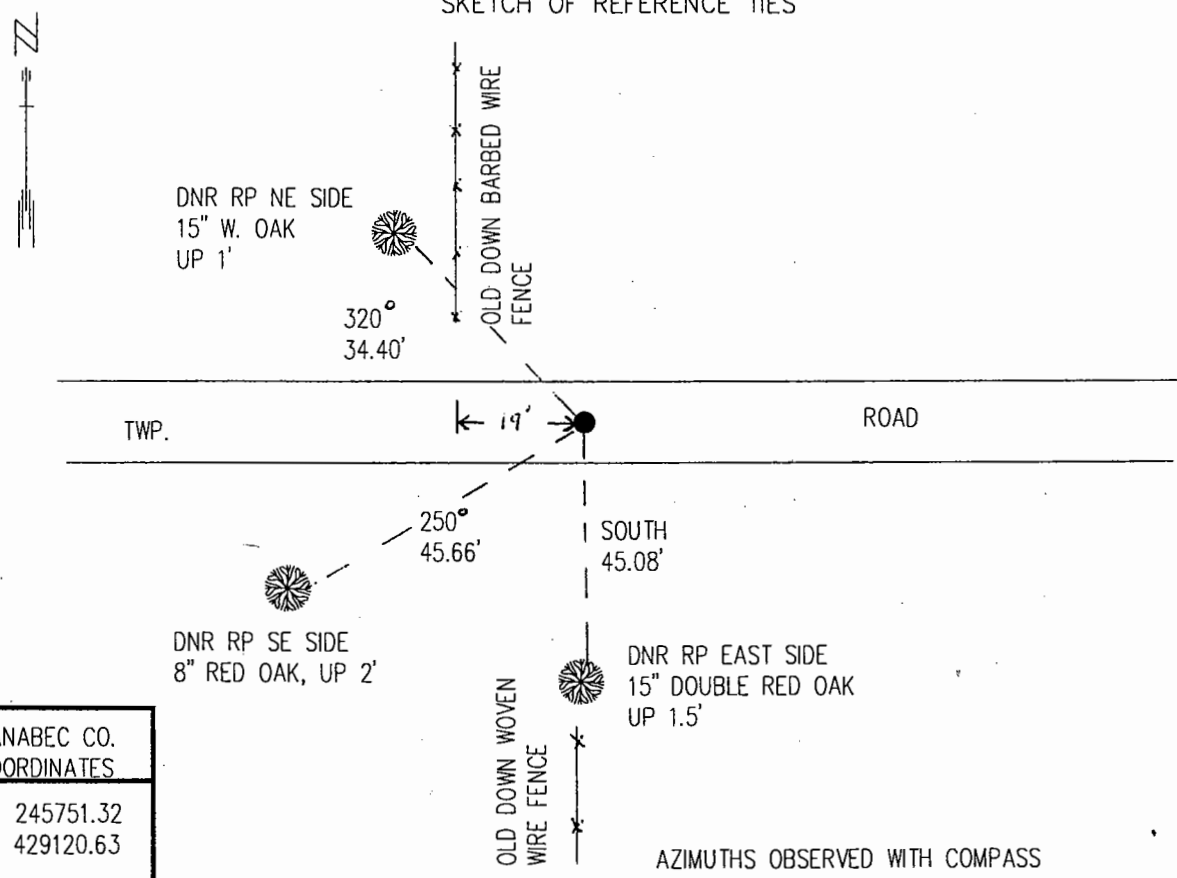 SKETCH OF REFERENCE TIES
N
OLD DOWN BARBED WIRE
FENCE
DNR RP NE SIDE
15" W. OAK
UP 1'
320°
34.40'
TWP.
19'
ROAD
250°
45.66'
SOUTH
45.08'
DNR RP SE SIDE
8" RED OAK, UP 2'
DNR RP EAST SIDE
15" DOUBLE RED OAK
UP 1.5'
OLD DOWN WOVEN
WIRE FENCE
ANABEC CO.
OORDINATES
245751.32
429120.63
AZIMUTHS OBSERVED WITH COMPASS